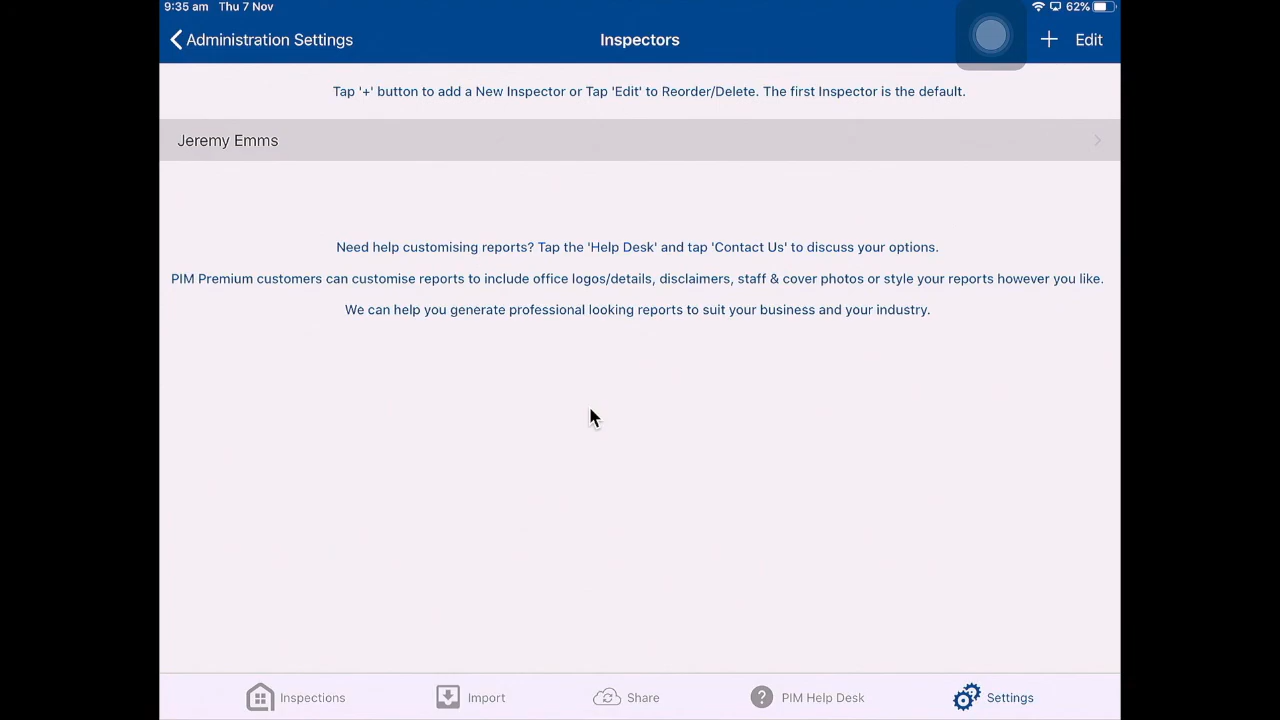 9:35 am Thu 7 Nov 62%
Administration Settings Inspectors + Edit
Tap '+' button to add a New Inspector or Tap 'Edit' to Reorder/Delete. The first Inspector is the default.
Jeremy Emms
Need help customising reports? Tap the 'Help Desk' and tap 'Contact Us' to discuss your options.
PIM Premium customers can customise reports to include office logos/details, disclaimers, staff & cover photos or style your reports however you like.
We can help you generate professional looking reports to suit your business and your industry.
Inspections Import Share PIM Help Desk Settings